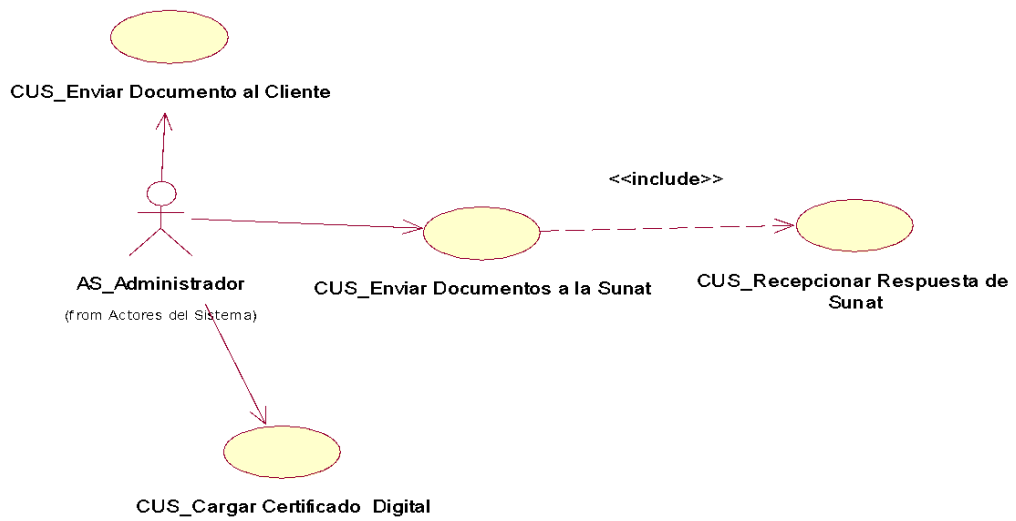 CUS_Enviar Documento al Cliente
<<include>>
AS_Administrador
(from Actores del Sistema)
CUS_Enviar Documentos a la Sunat
CUS_Recepcionar Respuesta de
Sunat
CUS_Cargar Certificado Digital